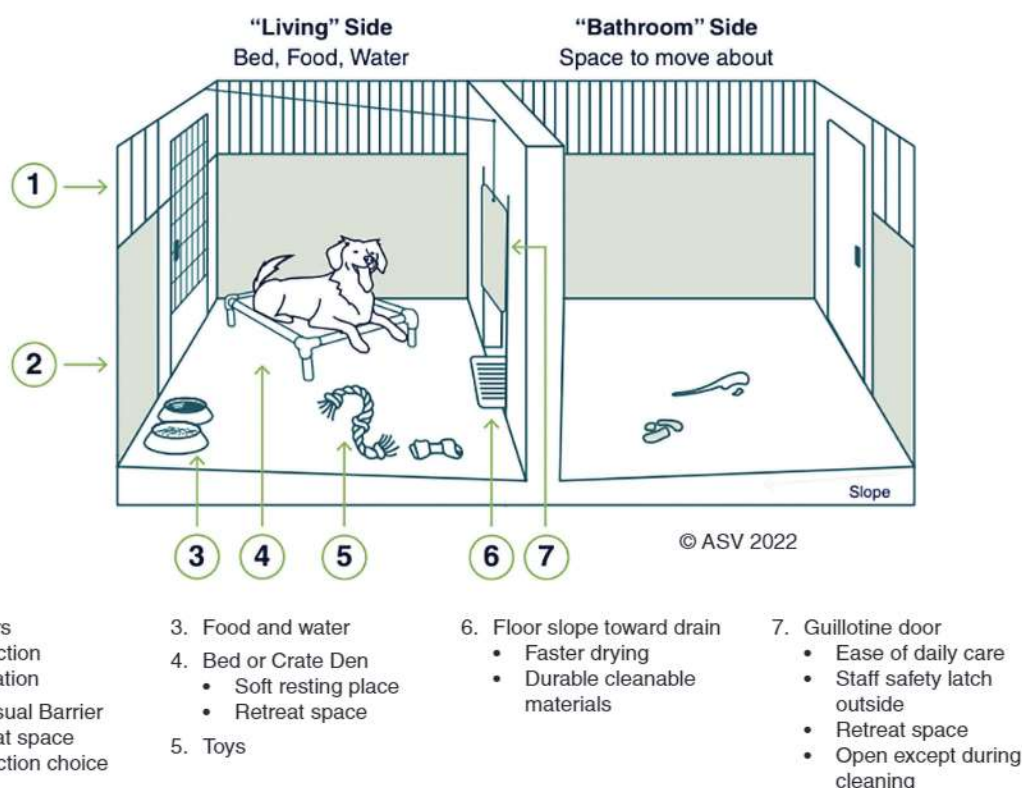 “Living” Side
Bed, Food, Water
“Bathroom” Side
Space to move about
1
2
Slope
3
4
5
6
7
© ASV 2022
3. Food and water
4. Bed or Crate Den
• Soft resting place
• Retreat space
5. Toys
6. Floor slope toward drain
• Faster drying
• Durable cleanable
materials
7. Guillotine door
• Ease of daily care
• Staff safety latch
outside
• Retreat space
• Open except during
cleaning
Barrier
space
choice